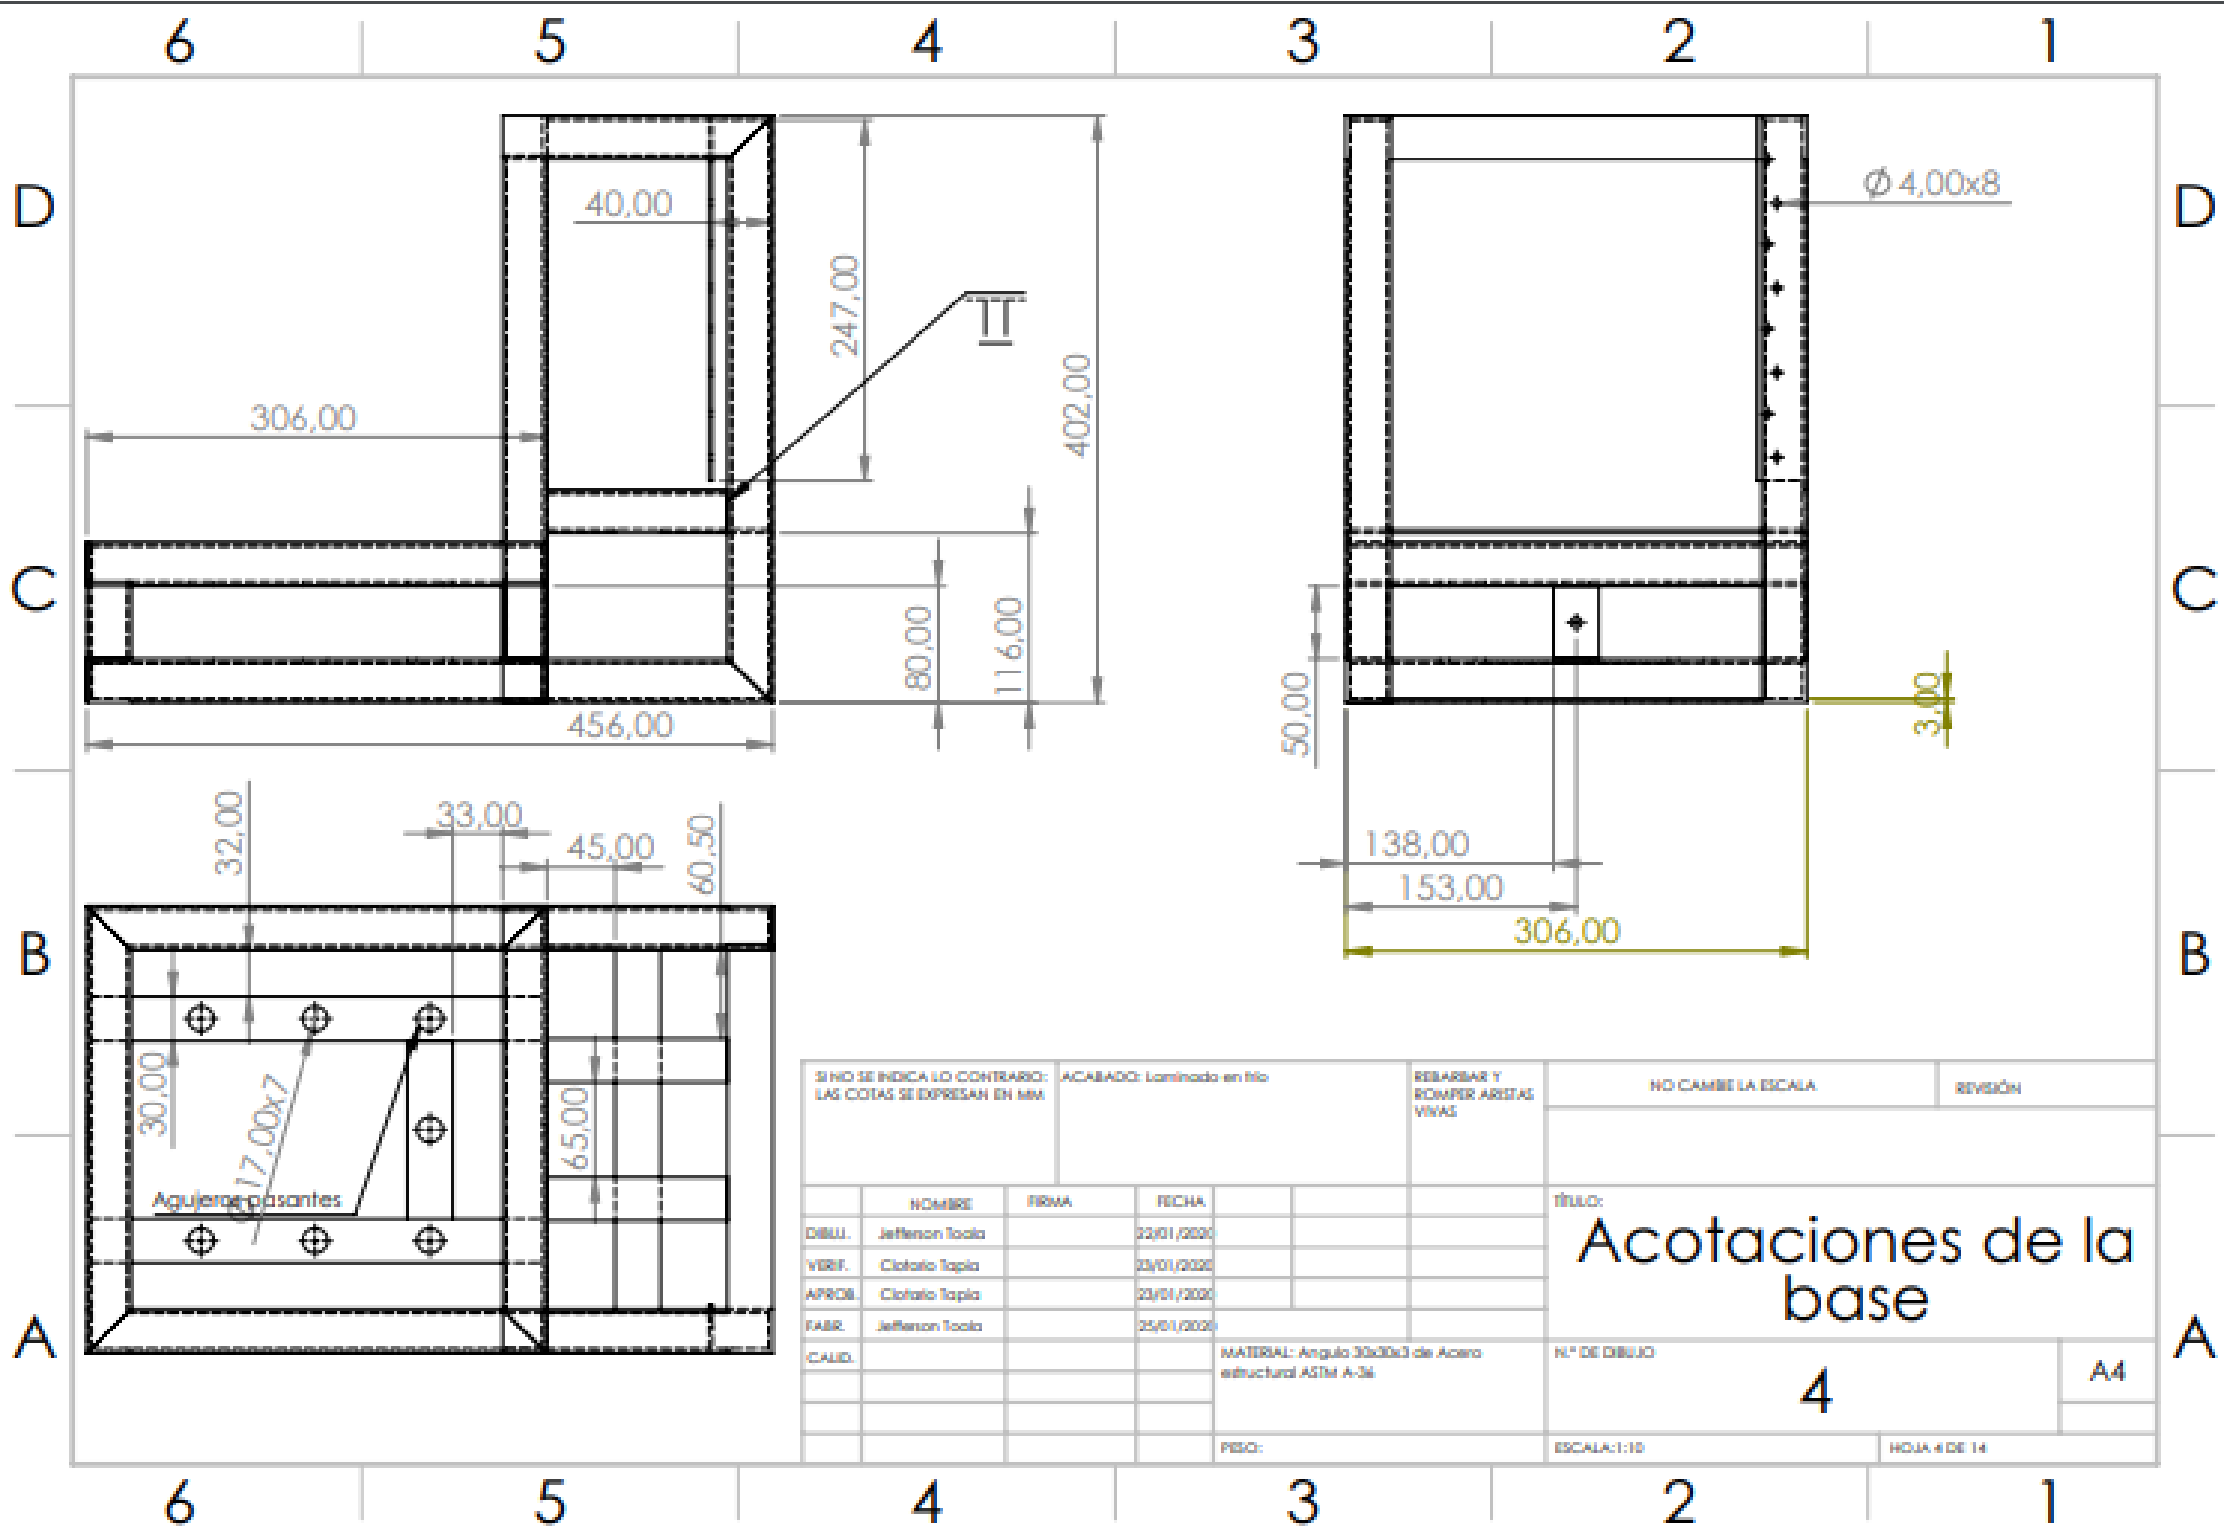 6 5 4 3 2 1
D D
40,00
Ø 4,00x8
247,00
402,00
306,00
C C
80,00
116,00
50,00
3,00
456,00
32,00
33,00
45,00
60,50
138,00
153,00
306,00
B B
30,00
17,00x7
65,00
Agujeros pasantes
SI NO SE INDICA LO CONTRARIO:
LAS COTAS SE EXPRESAN EN MM
ACABADO: Laminado en frío
REBARBAR Y
ROMPER ARISTAS
VIVAS
NO CAMBIE LA ESCALA
REVISIÓN
NOMBRE FIRMA FECHA
DIBUJ. Jefferson Toala 22/01/2020
VERIF. Clotario Tapia 23/01/2020
APROB. Clotario Tapia 23/01/2020
FABR. Jefferson Toala 25/01/2020
CALID.
TÍTULO:
Acotaciones de la
base
MATERIAL: Angulo 30x30x3 de Acero
estructural ASTM A-36
N.º DE DIBUJO
4
A4
PESO:
ESCALA:1:10
HOJA 4 DE 14
A A
6 5 4 3 2 1